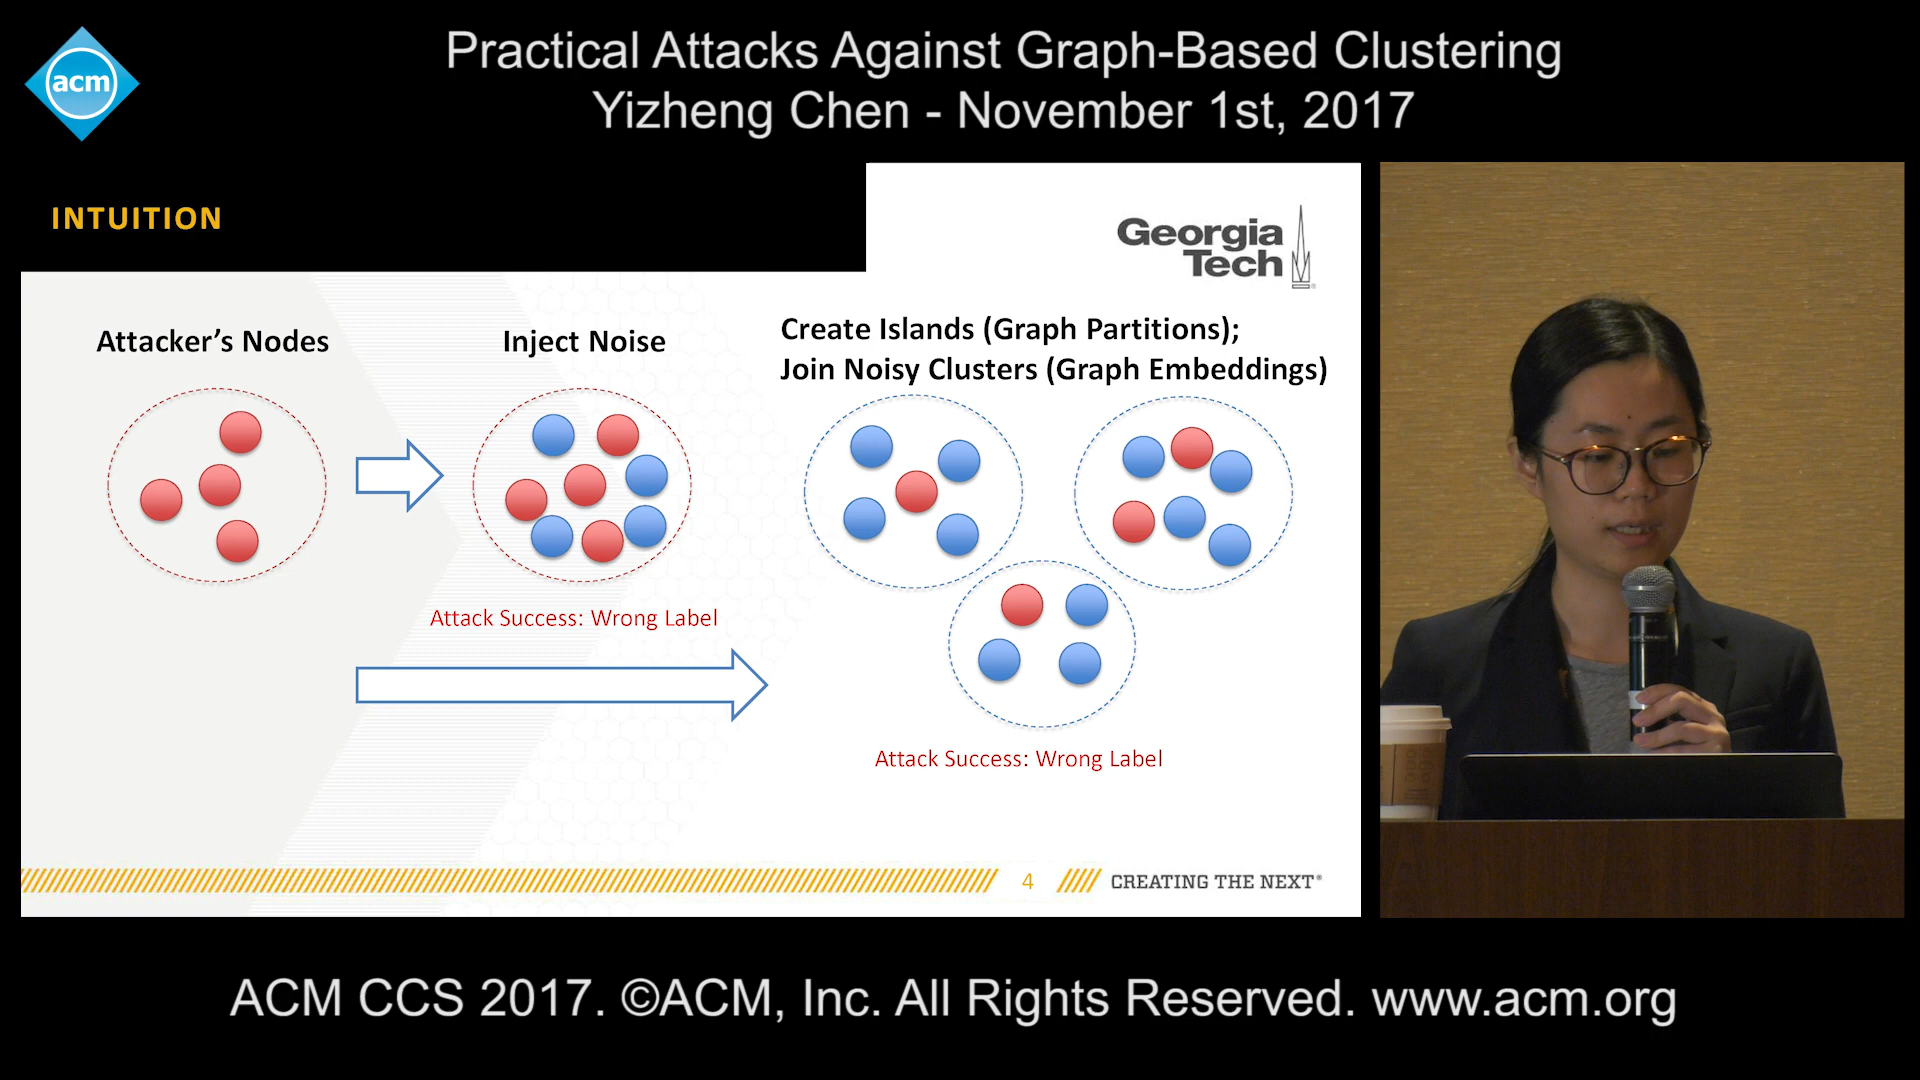 acm
Practical Attacks Against Graph-Based Clustering
Yizheng Chen - November 1st, 2017
INTUITION
Georgia
Tech
Attacker's Nodes
Inject Noise
Create Islands (Graph Partitions);
Join Noisy Clusters (Graph Embeddings)
Attack Success: Wrong Label
Attack Success: Wrong Label
4
CREATING THE NEXT®
ACM CCS 2017. ©ACM, Inc. All Rights Reserved. www.acm.org